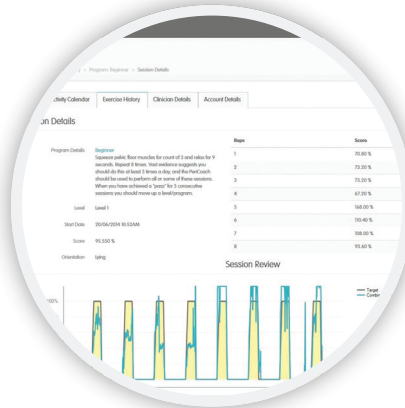 Program Beginner > Session Details
Activity Calendar Exercise History Clinician Details Account Details
on Details
Program Details Beginner
Squeeze pelvic floor muscles for count of 3 and relax for 9
seconds. Repeat 8 times. Vast evidence suggests you
should do this at least 3 times a day, and the PeriCoach
should be used to perform all or some of these sessions.
When you have achieved a "pass" for 3 consecutive
sessions you should move up a level/program.
Level Level 1
Start Date 20/06/2014 10.52AM
Score 95.550 %
Orientation Lying
Reps Score
1 70.80 %
2 73.20 %
3 73.20 %
4 67.20 %
5 168.00 %
6 110.40 %
7 108.00 %
8 93.60 %
Session Review
Target
100%